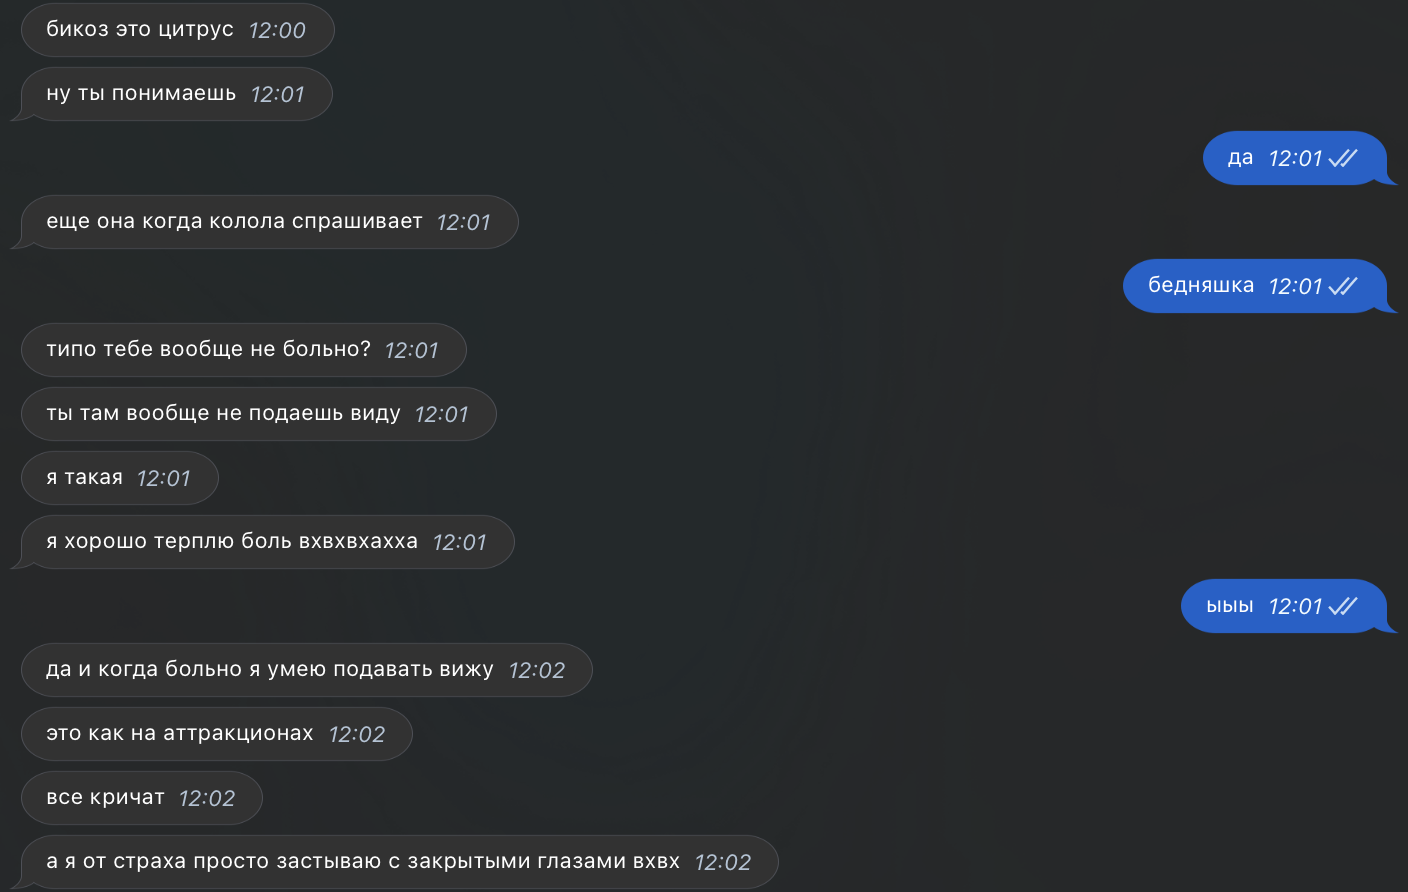 бикоз это цитрус 12:00
ну ты понимаешь 12:01
да 12:01
еще она когда колола спрашивает 12:01
бедняшка 12:01
типо тебе вообще не больно? 12:01
ты там вообще не подаешь виду 12:01
я такая 12:01
я хорошо терплю боль вхвхвхахха 12:01
ыыы 12:01
да и когда больно я умею подавать вижу 12:02
это как на аттракционах 12:02
все кричат 12:02
а я от страха просто застываю с закрытыми глазами вхвх 12:02